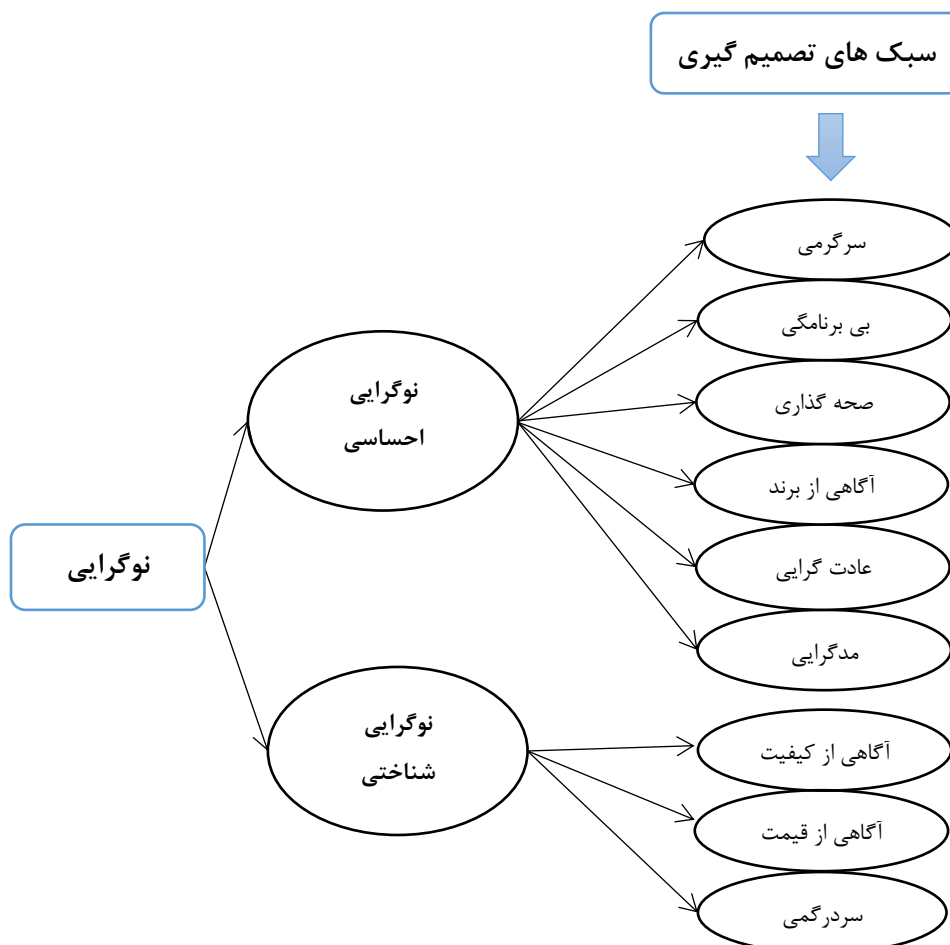 سبک های تصمیم گیری
سرگرمی
بی برنامگی
صحه گذاری
آگاهی از برند
عادت گرایی
مدگرایی
نوگرایی
احساسی
نوگرایی
نوگرایی
شناختی
آگاهی از کیفیت
آگاهی از قیمت
سردرگمی